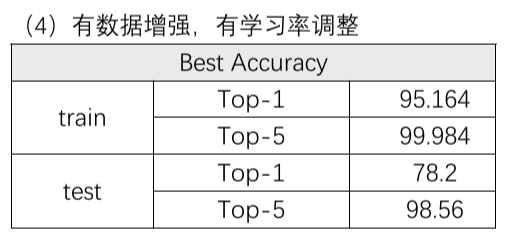 （4）有数据增强，有学习率调整
Best Accuracy
train Top-1 95.164
Top-5 99.984
test Top-1 78.2
Top-5 98.56